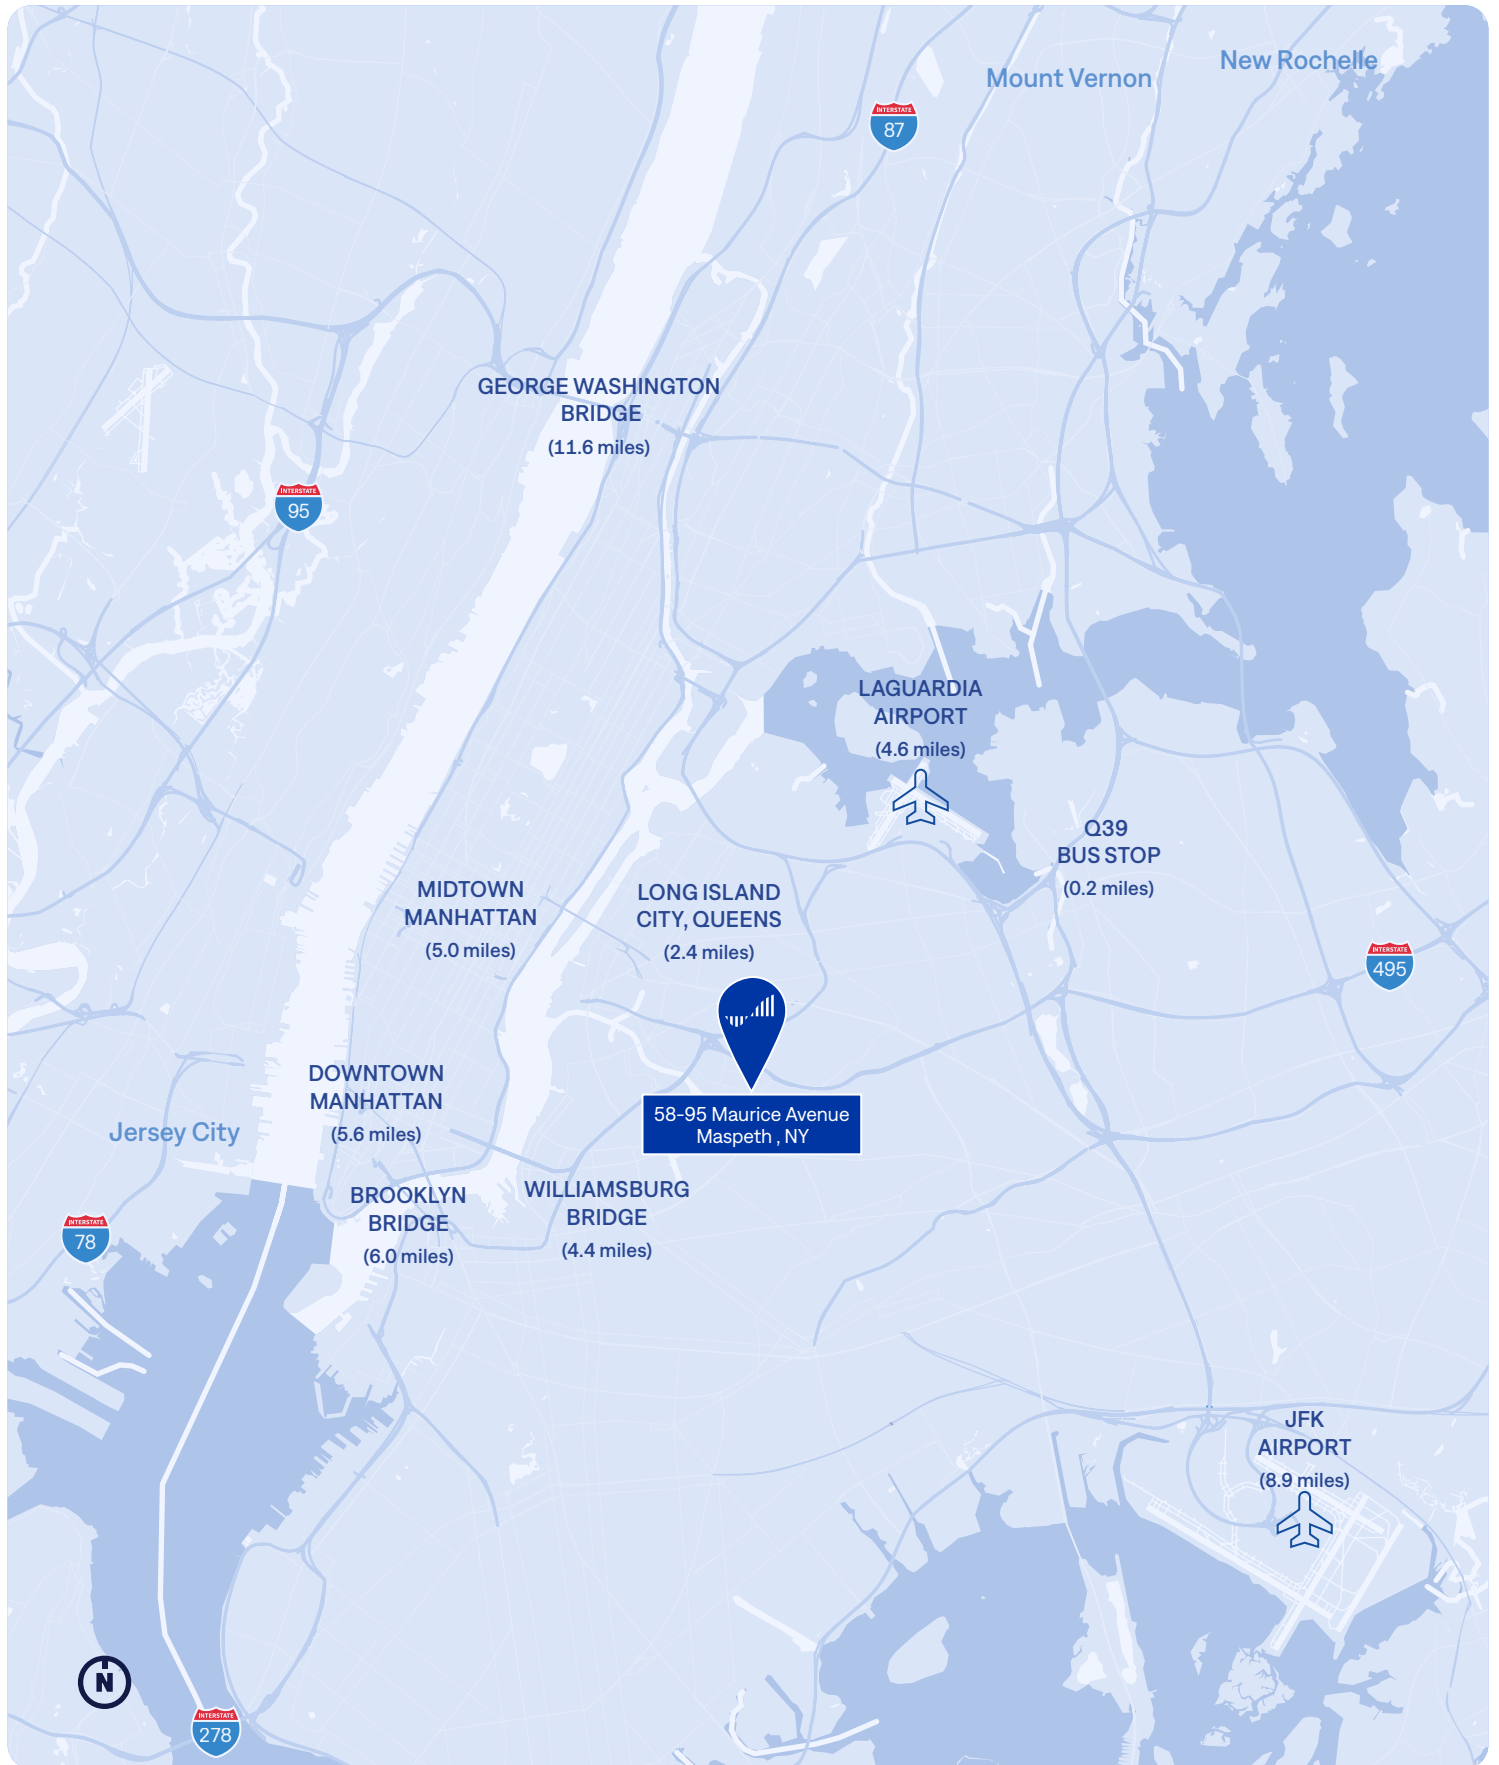 New Rochelle
Mount Vernon
INTERSTATE
87
GEORGE WASHINGTON
BRIDGE
(11.6 miles)
INTERSTATE
95
LAGUARDIA
AIRPORT
(4.6 miles)
Q39
BUS STOP
(0.2 miles)
MIDTOWN
MANHATTAN
(5.0 miles)
LONG ISLAND
CITY, QUEENS
(2.4 miles)
INTERSTATE
495
DOWNTOWN
MANHATTAN
(5.6 miles)
58-95 Maurice Avenue
Maspeth , NY
Jersey City
BROOKLYN
BRIDGE
(6.0 miles)
WILLIAMSBURG
BRIDGE
(4.4 miles)
INTERSTATE
78
JFK
AIRPORT
(8.9 miles)
N
INTERSTATE
278